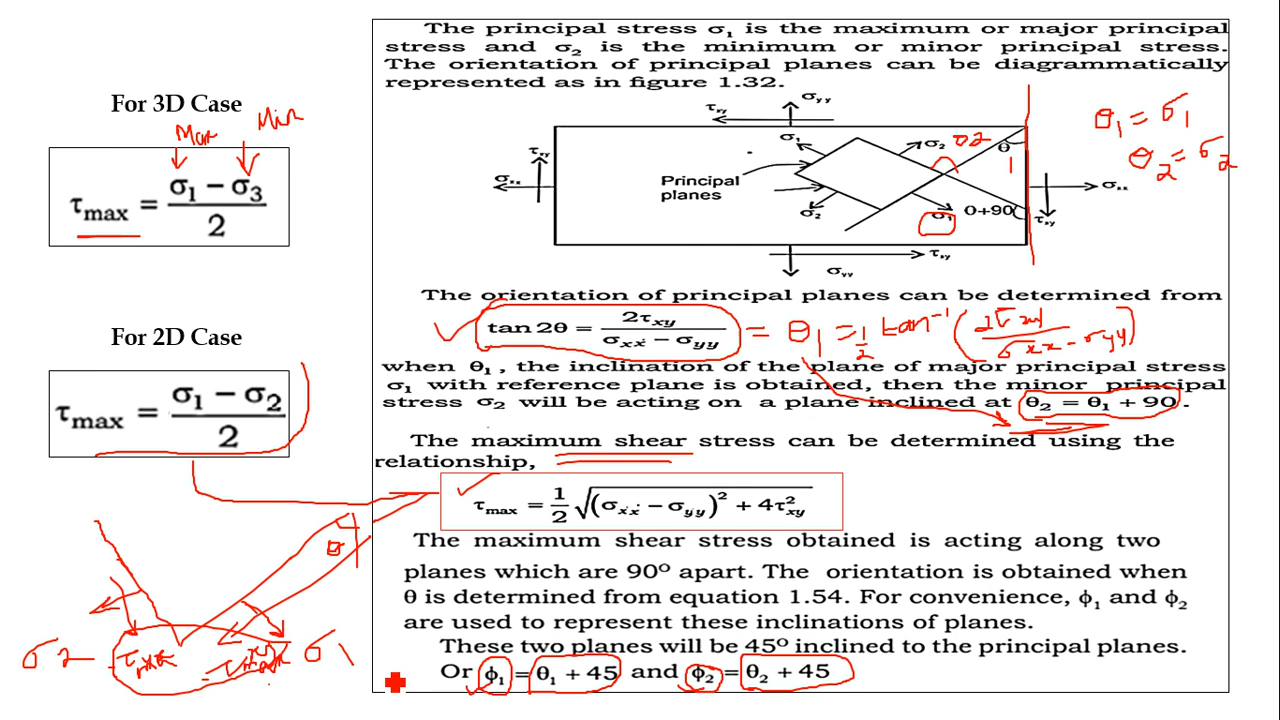 For 3D Case
Max Min
τmax = (σ1 − σ3) / 2
For 2D Case
τmax = (σ1 − σ2) / 2
θ
σ2
σ1
The principal stress σ1 is the maximum or major principal
stress and σ2 is the minimum or minor principal stress.
The orientation of principal planes can be diagrammatically
represented as in figure 1.32.
τxy σyy
σ1 σ2 σ2 θ
τxy
σxx
Principal
planes
σxx
σ2 σ1 θ+90
τxy
τxy
σyy
θ1 = σ1
θ2 = σ2
The orientation of principal planes can be determined from
tan 2θ = 2τxy / (σxx − σyy) = θ1 = 1/2 tan⁻¹ (2τxy / (σxx − σyy))
when θ1, the inclination of the plane of major principal stress
σ1 with reference plane is obtained, then the minor principal
stress σ2 will be acting on a plane inclined at θ2 = θ1 + 90.
The maximum shear stress can be determined using the
relationship,
τmax = 1/2 √((σxx − σyy)² + 4τ²xy)
The maximum shear stress obtained is acting along two
planes which are 90° apart. The orientation is obtained when
θ is determined from equation 1.54. For convenience, ϕ1 and ϕ2
are used to represent these inclinations of planes.
These two planes will be 45° inclined to the principal planes.
Or ϕ1 = θ1 + 45 and ϕ2 = θ2 + 45